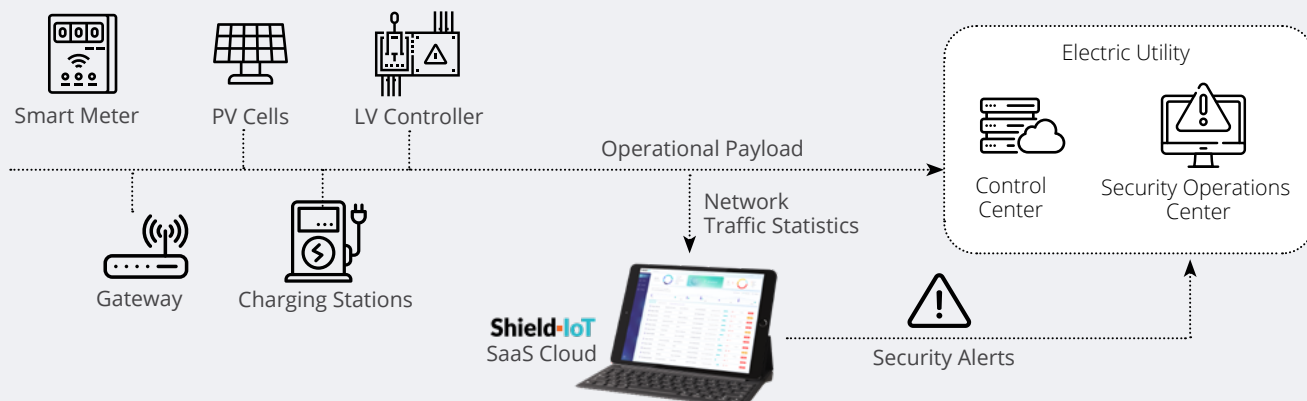 Electric Utility
000
Smart Meter
PV Cells
LV Controller
Operational Payload
Control
Center
Security Operations
Center
Network
Traffic Statistics
Gateway
Charging Stations
Shield-IoT
SaaS Cloud
Security Alerts